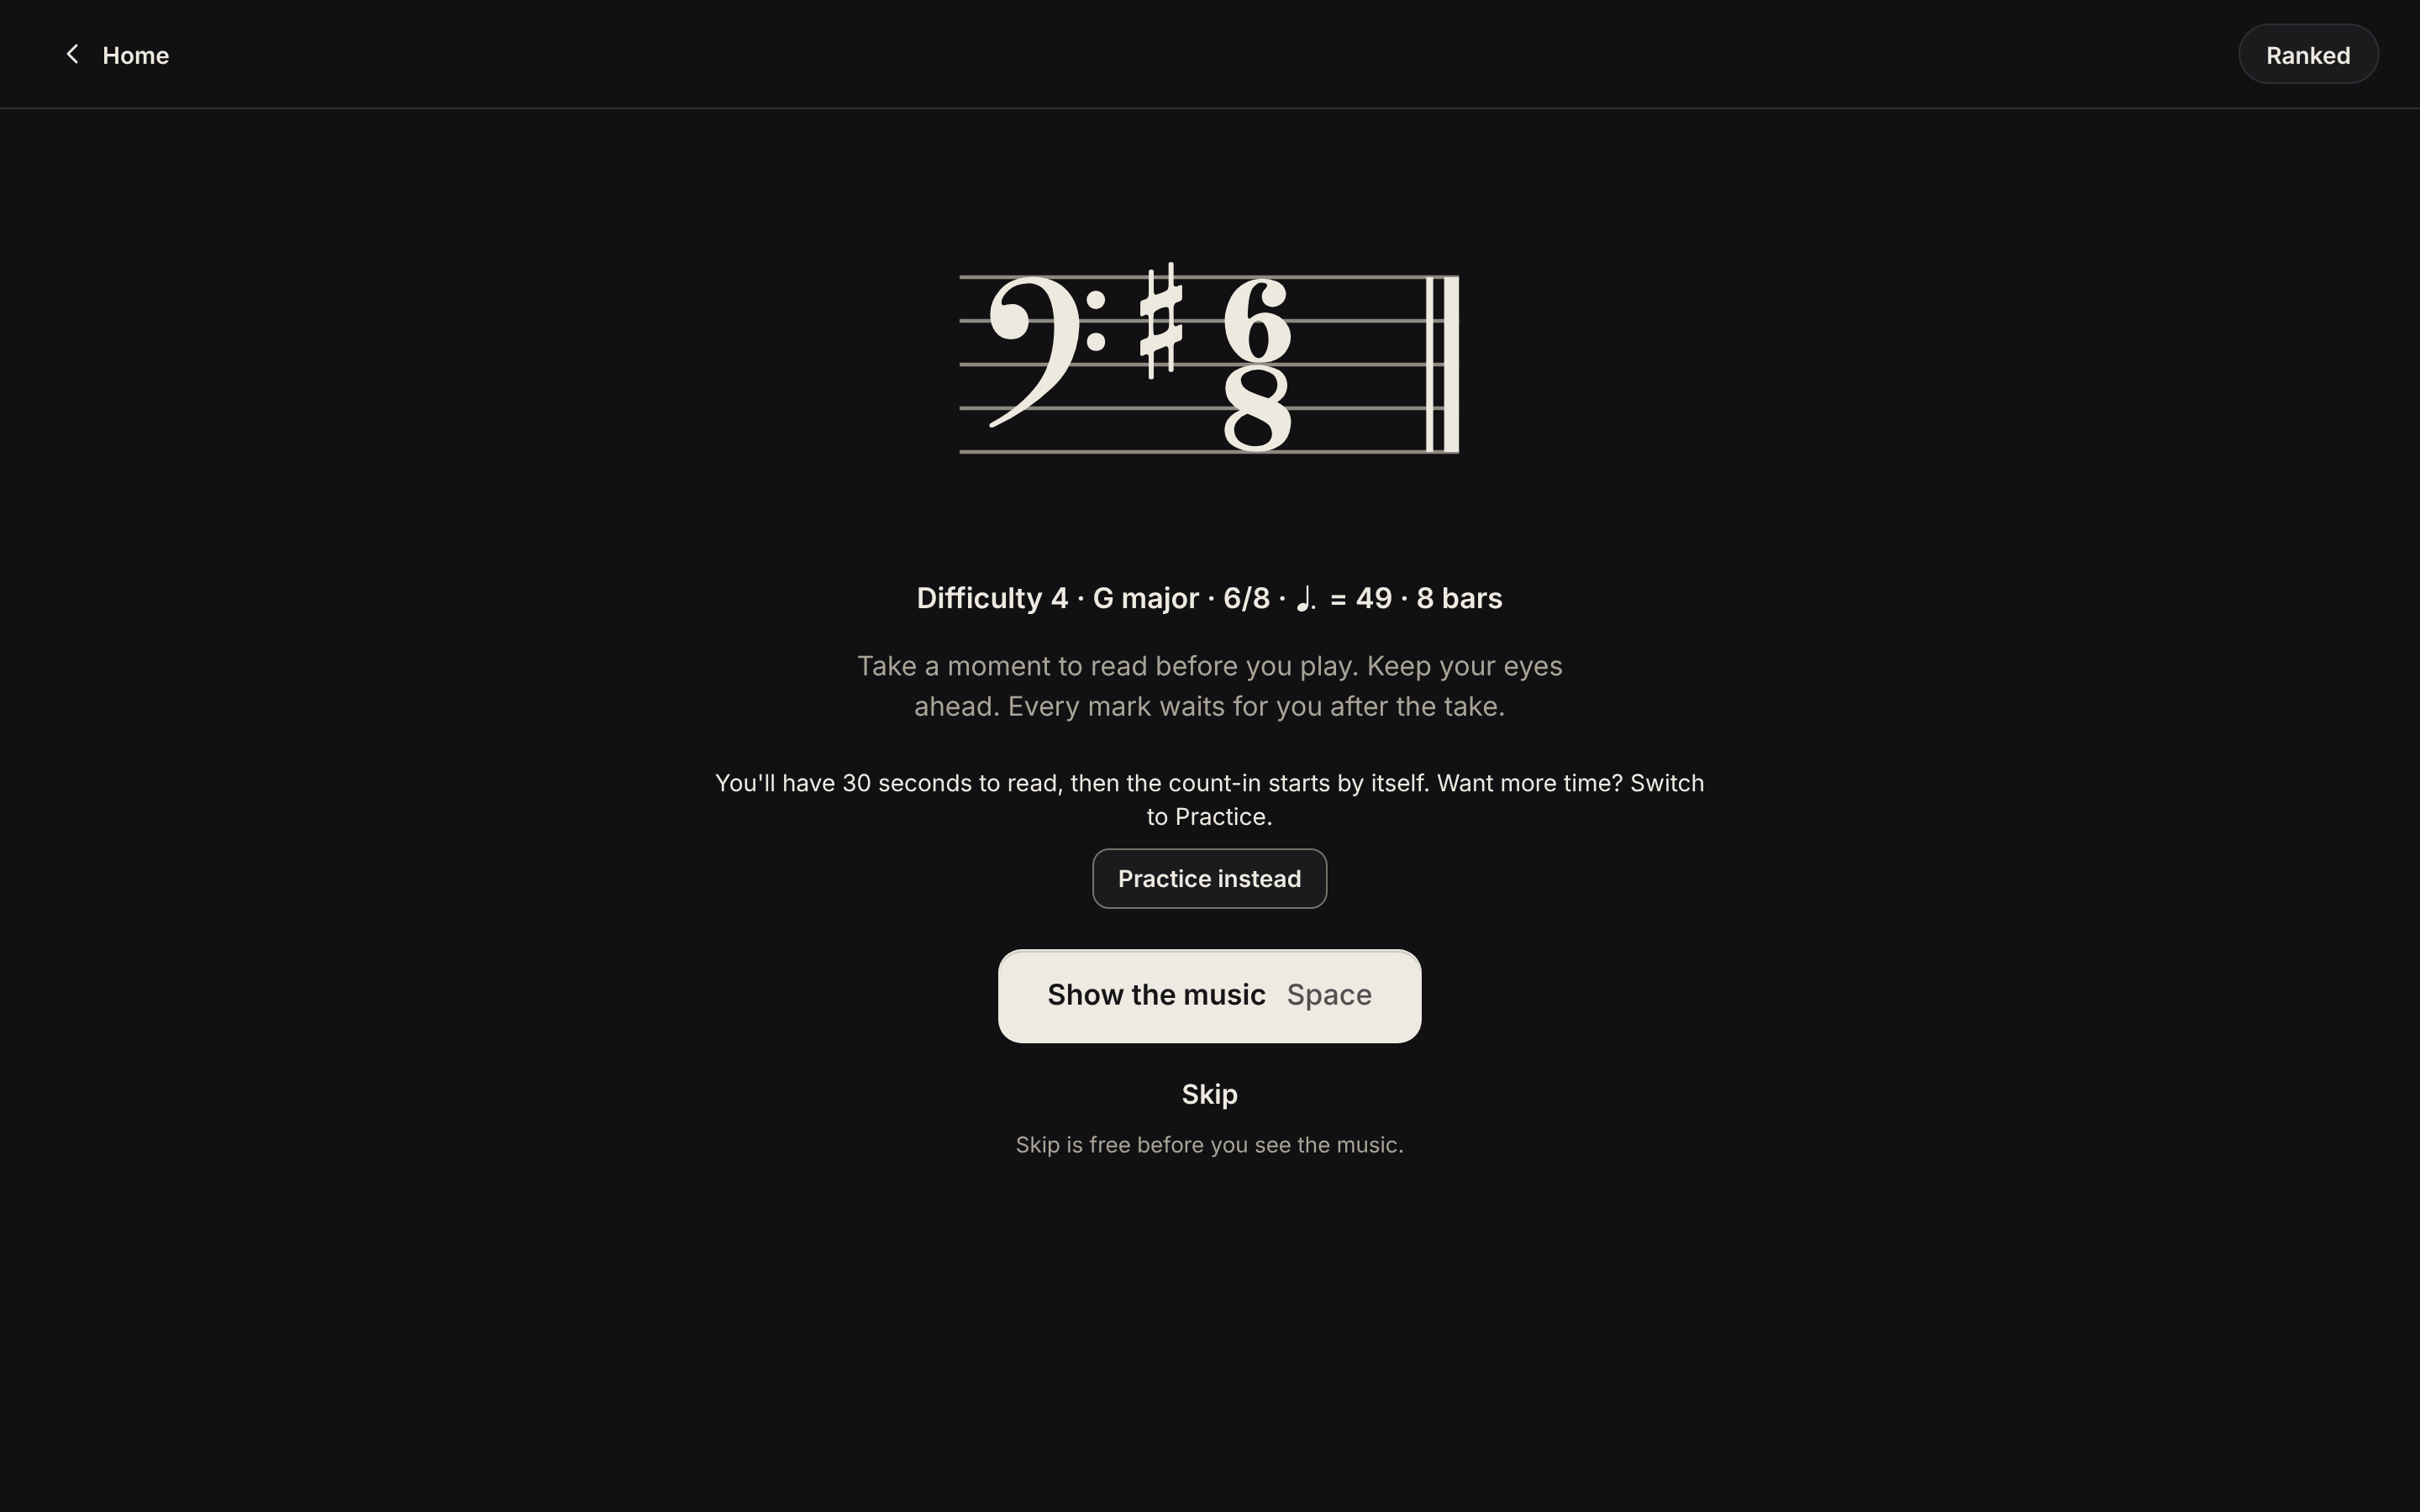 Home
Ranked
6
8
Difficulty 4 · G major · 6/8 · ♩. = 49 · 8 bars
Take a moment to read before you play. Keep your eyes
ahead. Every mark waits for you after the take.
You'll have 30 seconds to read, then the count-in starts by itself. Want more time? Switch
to Practice.
Practice instead
Show the music Space
Skip
Skip is free before you see the music.